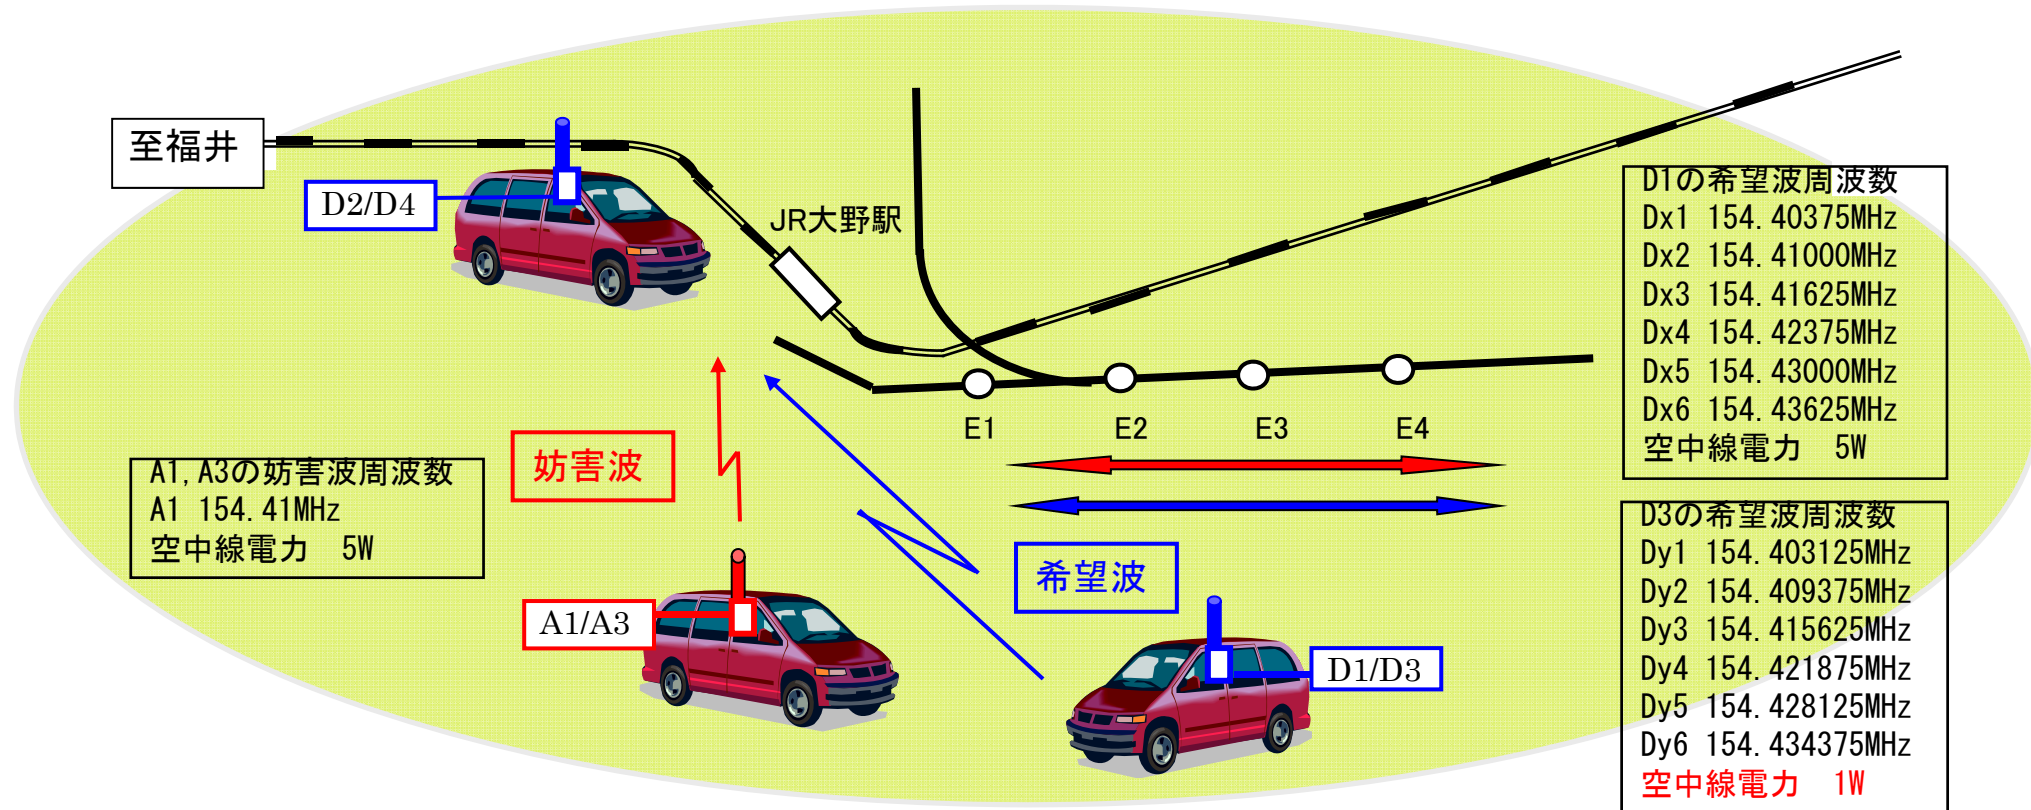 至福井
D2/D4
JR大野駅
E1
E2
E3
E4
妨害波
A1,A3の妨害波周波数
A1 154.41MHz
空中線電力 5W
希望波
A1/A3
D1/D3
D1の希望波周波数
Dx1 154.40375MHz
Dx2 154.41000MHz
Dx3 154.41625MHz
Dx4 154.42375MHz
Dx5 154.43000MHz
Dx6 154.43625MHz
空中線電力 5W
D3の希望波周波数
Dy1 154.403125MHz
Dy2 154.409375MHz
Dy3 154.415625MHz
Dy4 154.421875MHz
Dy5 154.428125MHz
Dy6 154.434375MHz
空中線電力 1W